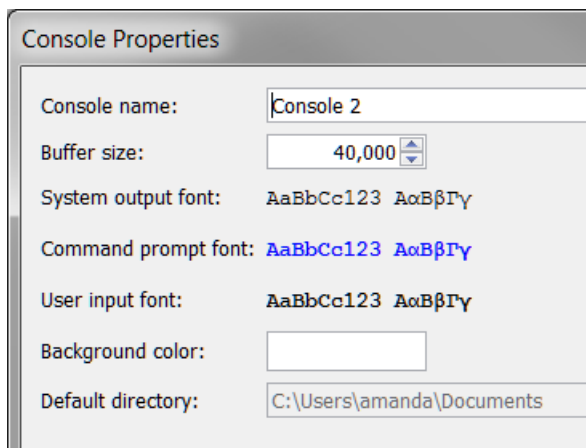 Console Properties
Console name: Console 2
Buffer size: 40,000
System output font: AaBbCc123 AαBβΓγ
Command prompt font: AaBbCc123 AαBβΓγ
User input font: AaBbCc123 AαBβΓγ
Background color:
Default directory: C:\Users\amanda\Documents